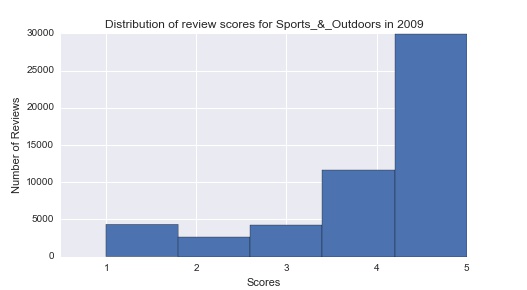 Distribution of review scores for Sports_&_Outdoors in 2009
30000
25000
20000
15000
10000
5000
0
Number of Reviews
1 2 3 4 5
Scores